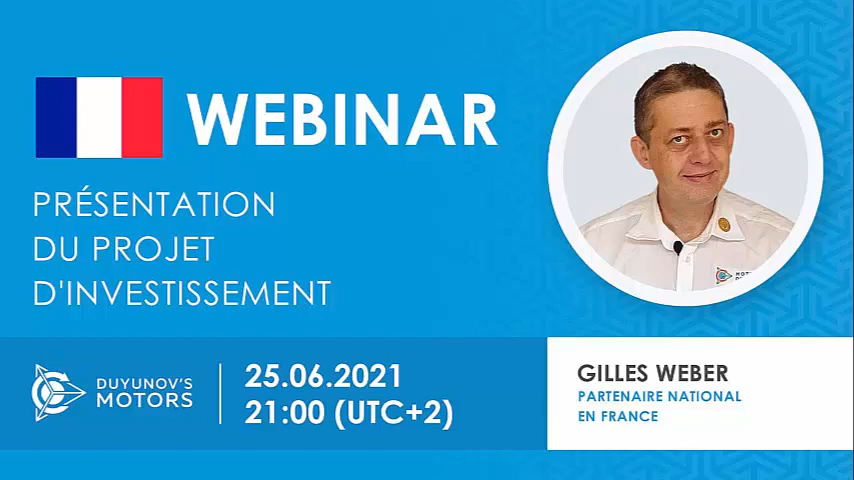 WEBINAR
PRÉSENTATION
DU PROJET
D'INVESTISSEMENT
DUYUNOV'S
MOTORS
25.06.2021
21:00 (UTC+2)
GILLES WEBER
PARTENAIRE NATIONAL
EN FRANCE